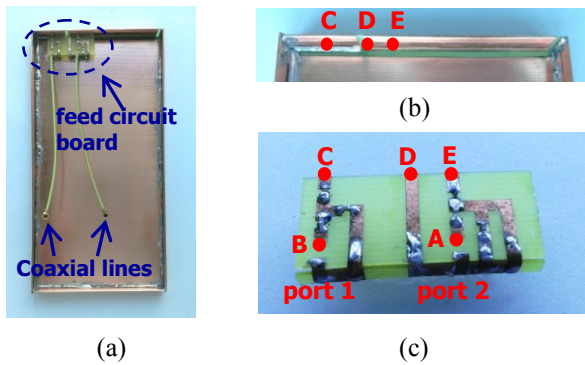 feed circuit
board
Coaxial lines
(a)
C D E
(b)
C D E
B A
port 1 port 2
(c)